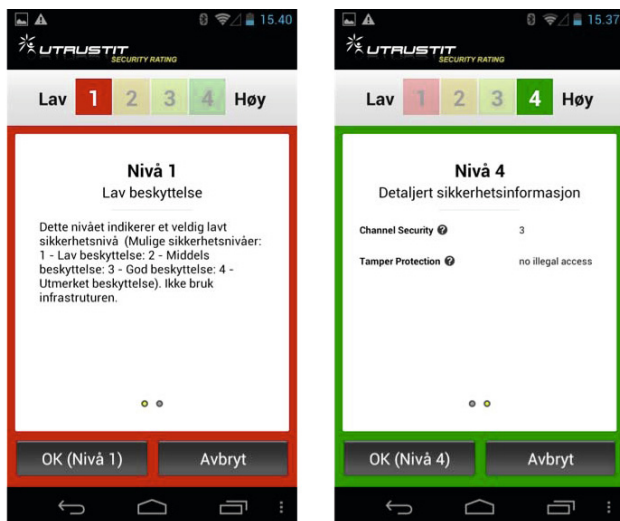 15.40
UTRUSTIT
SECURITY RATING
Lav 1 2 3 4 Høy
Nivå 1
Lav beskyttelse
Dette nivået indikerer et veldig lavt
sikkerhetsnivå (Mulige sikkerhetsnivåer:
1 - Lav beskyttelse: 2 - Middels
beskyttelse: 3 - God beskyttelse: 4 -
Utmerket beskyttelse). Ikke bruk
infrastruturen.
OK (Nivå 1)
Avbryt
15.37
UTRUSTIT
SECURITY RATING
Lav 1 2 3 4 Høy
Nivå 4
Detaljert sikkerhetsinformasjon
Channel Security ? 3
Tamper Protection ? no illegal access
OK (Nivå 4)
Avbryt